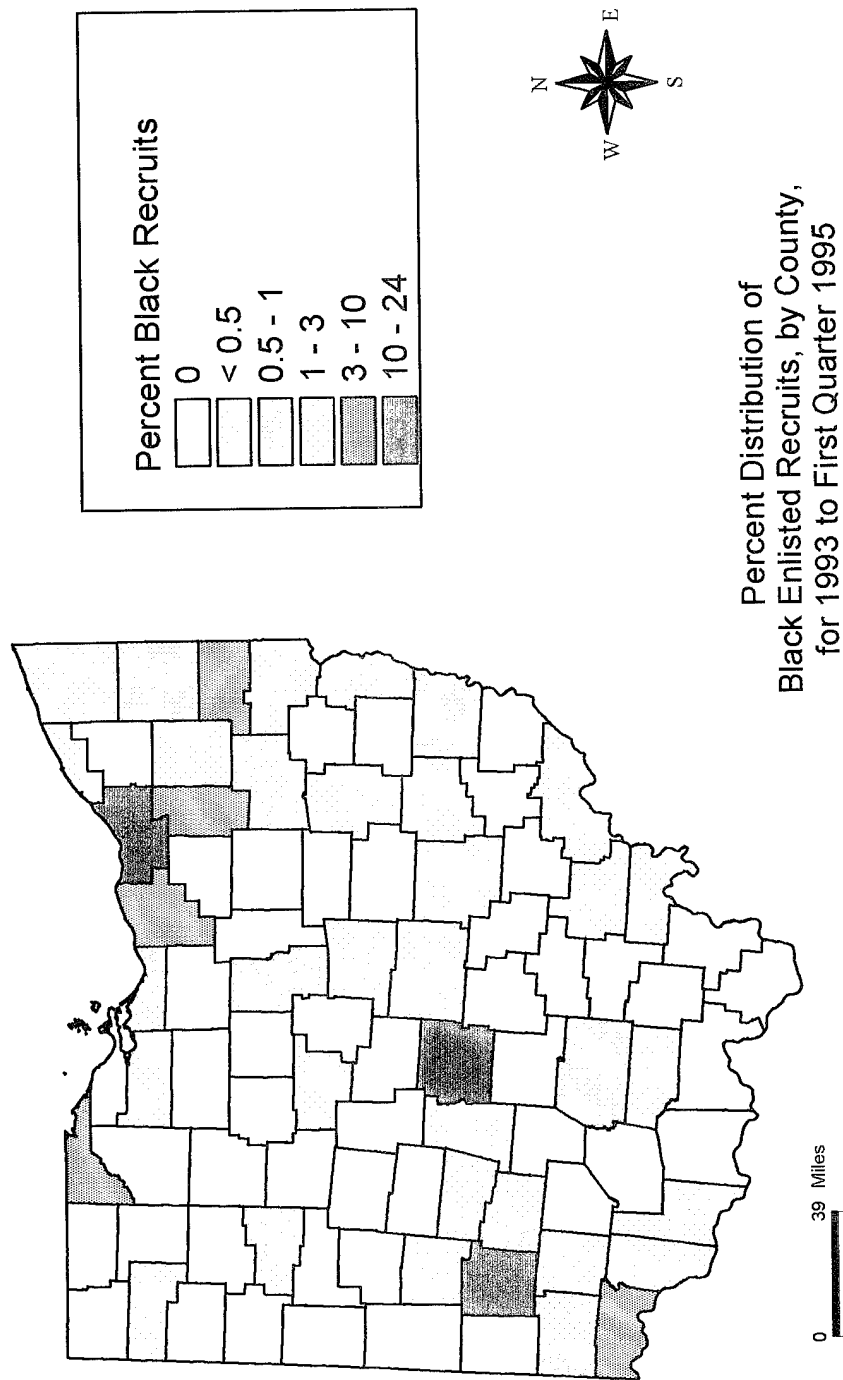 Percent Black Recruits
0
< 0.5
0.5 - 1
1 - 3
3 - 10
10 - 24
N
E
W
S
Percent Distribution of
Black Enlisted Recruits, by County,
for 1993 to First Quarter 1995
0 39 Miles